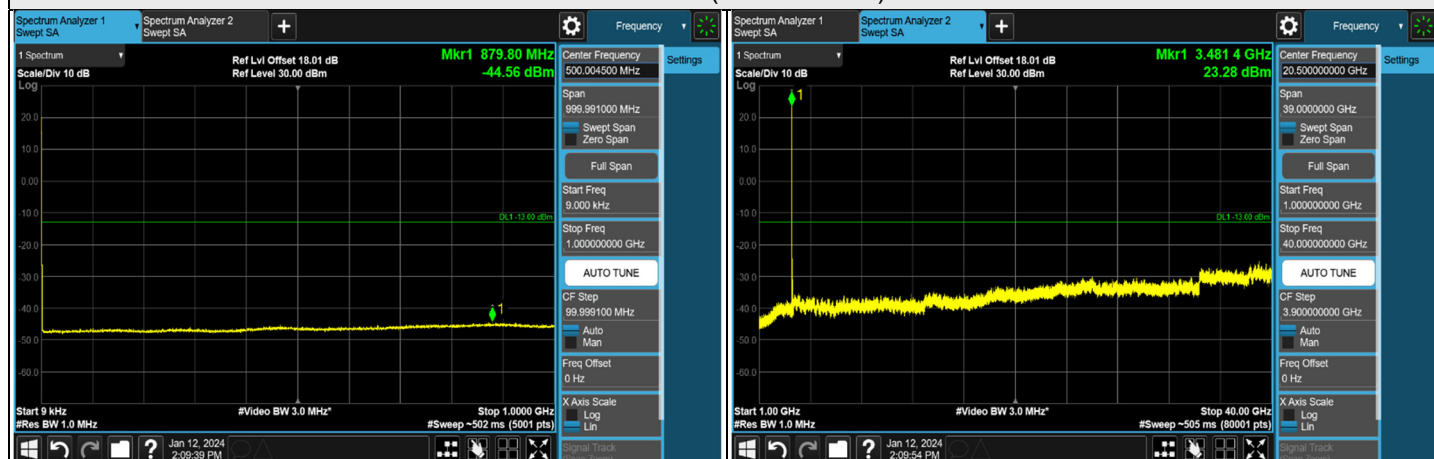 Spectrum Analyzer 1
Swept SA
Spectrum Analyzer 2
Swept SA
+
Frequency
1 Spectrum
Scale/Div 10 dB
Log
Ref Lvl Offset 18.01 dB
Ref Level 30.00 dBm
Mkr1 879.80 MHz
-44.56 dBm
20.0
10.0
0.00
-10.0
-20.0
-30.0
-40.0
-50.0
-60.0
DL1 -13.00 dBm
1
Start 9 kHz
#Res BW 1.0 MHz
#Video BW 3.0 MHz*
Stop 1.0000 GHz
#Sweep ~502 ms (5001 pts)
Center Frequency
500.004500 MHz
Span
999.991000 MHz
Swept Span
Zero Span
Full Span
Start Freq
9.000 kHz
Stop Freq
1.000000000 GHz
AUTO TUNE
CF Step
99.999100 MHz
Auto
Man
Freq Offset
0 Hz
X Axis Scale
Log
Lin
Signal Track
Settings
?
Jan 12, 2024
2:09:39 PM
Spectrum Analyzer 1
Swept SA
Spectrum Analyzer 2
Swept SA
+
Frequency
1 Spectrum
Scale/Div 10 dB
Log
Ref Lvl Offset 18.01 dB
Ref Level 30.00 dBm
Mkr1 3.481 4 GHz
23.28 dBm
1
20.0
10.0
0.00
-10.0
-20.0
-30.0
-40.0
-50.0
-60.0
DL1 -13.00 dBm
Start 1.00 GHz
#Res BW 1.0 MHz
#Video BW 3.0 MHz*
Stop 40.00 GHz
#Sweep ~505 ms (80001 pts)
Center Frequency
20.500000000 GHz
Span
39.0000000 GHz
Swept Span
Zero Span
Full Span
Start Freq
1.000000000 GHz
Stop Freq
40.000000000 GHz
AUTO TUNE
CF Step
3.900000000 GHz
Auto
Man
Freq Offset
0 Hz
X Axis Scale
Log
Lin
Signal Track
Settings
?
Jan 12, 2024
2:09:54 PM